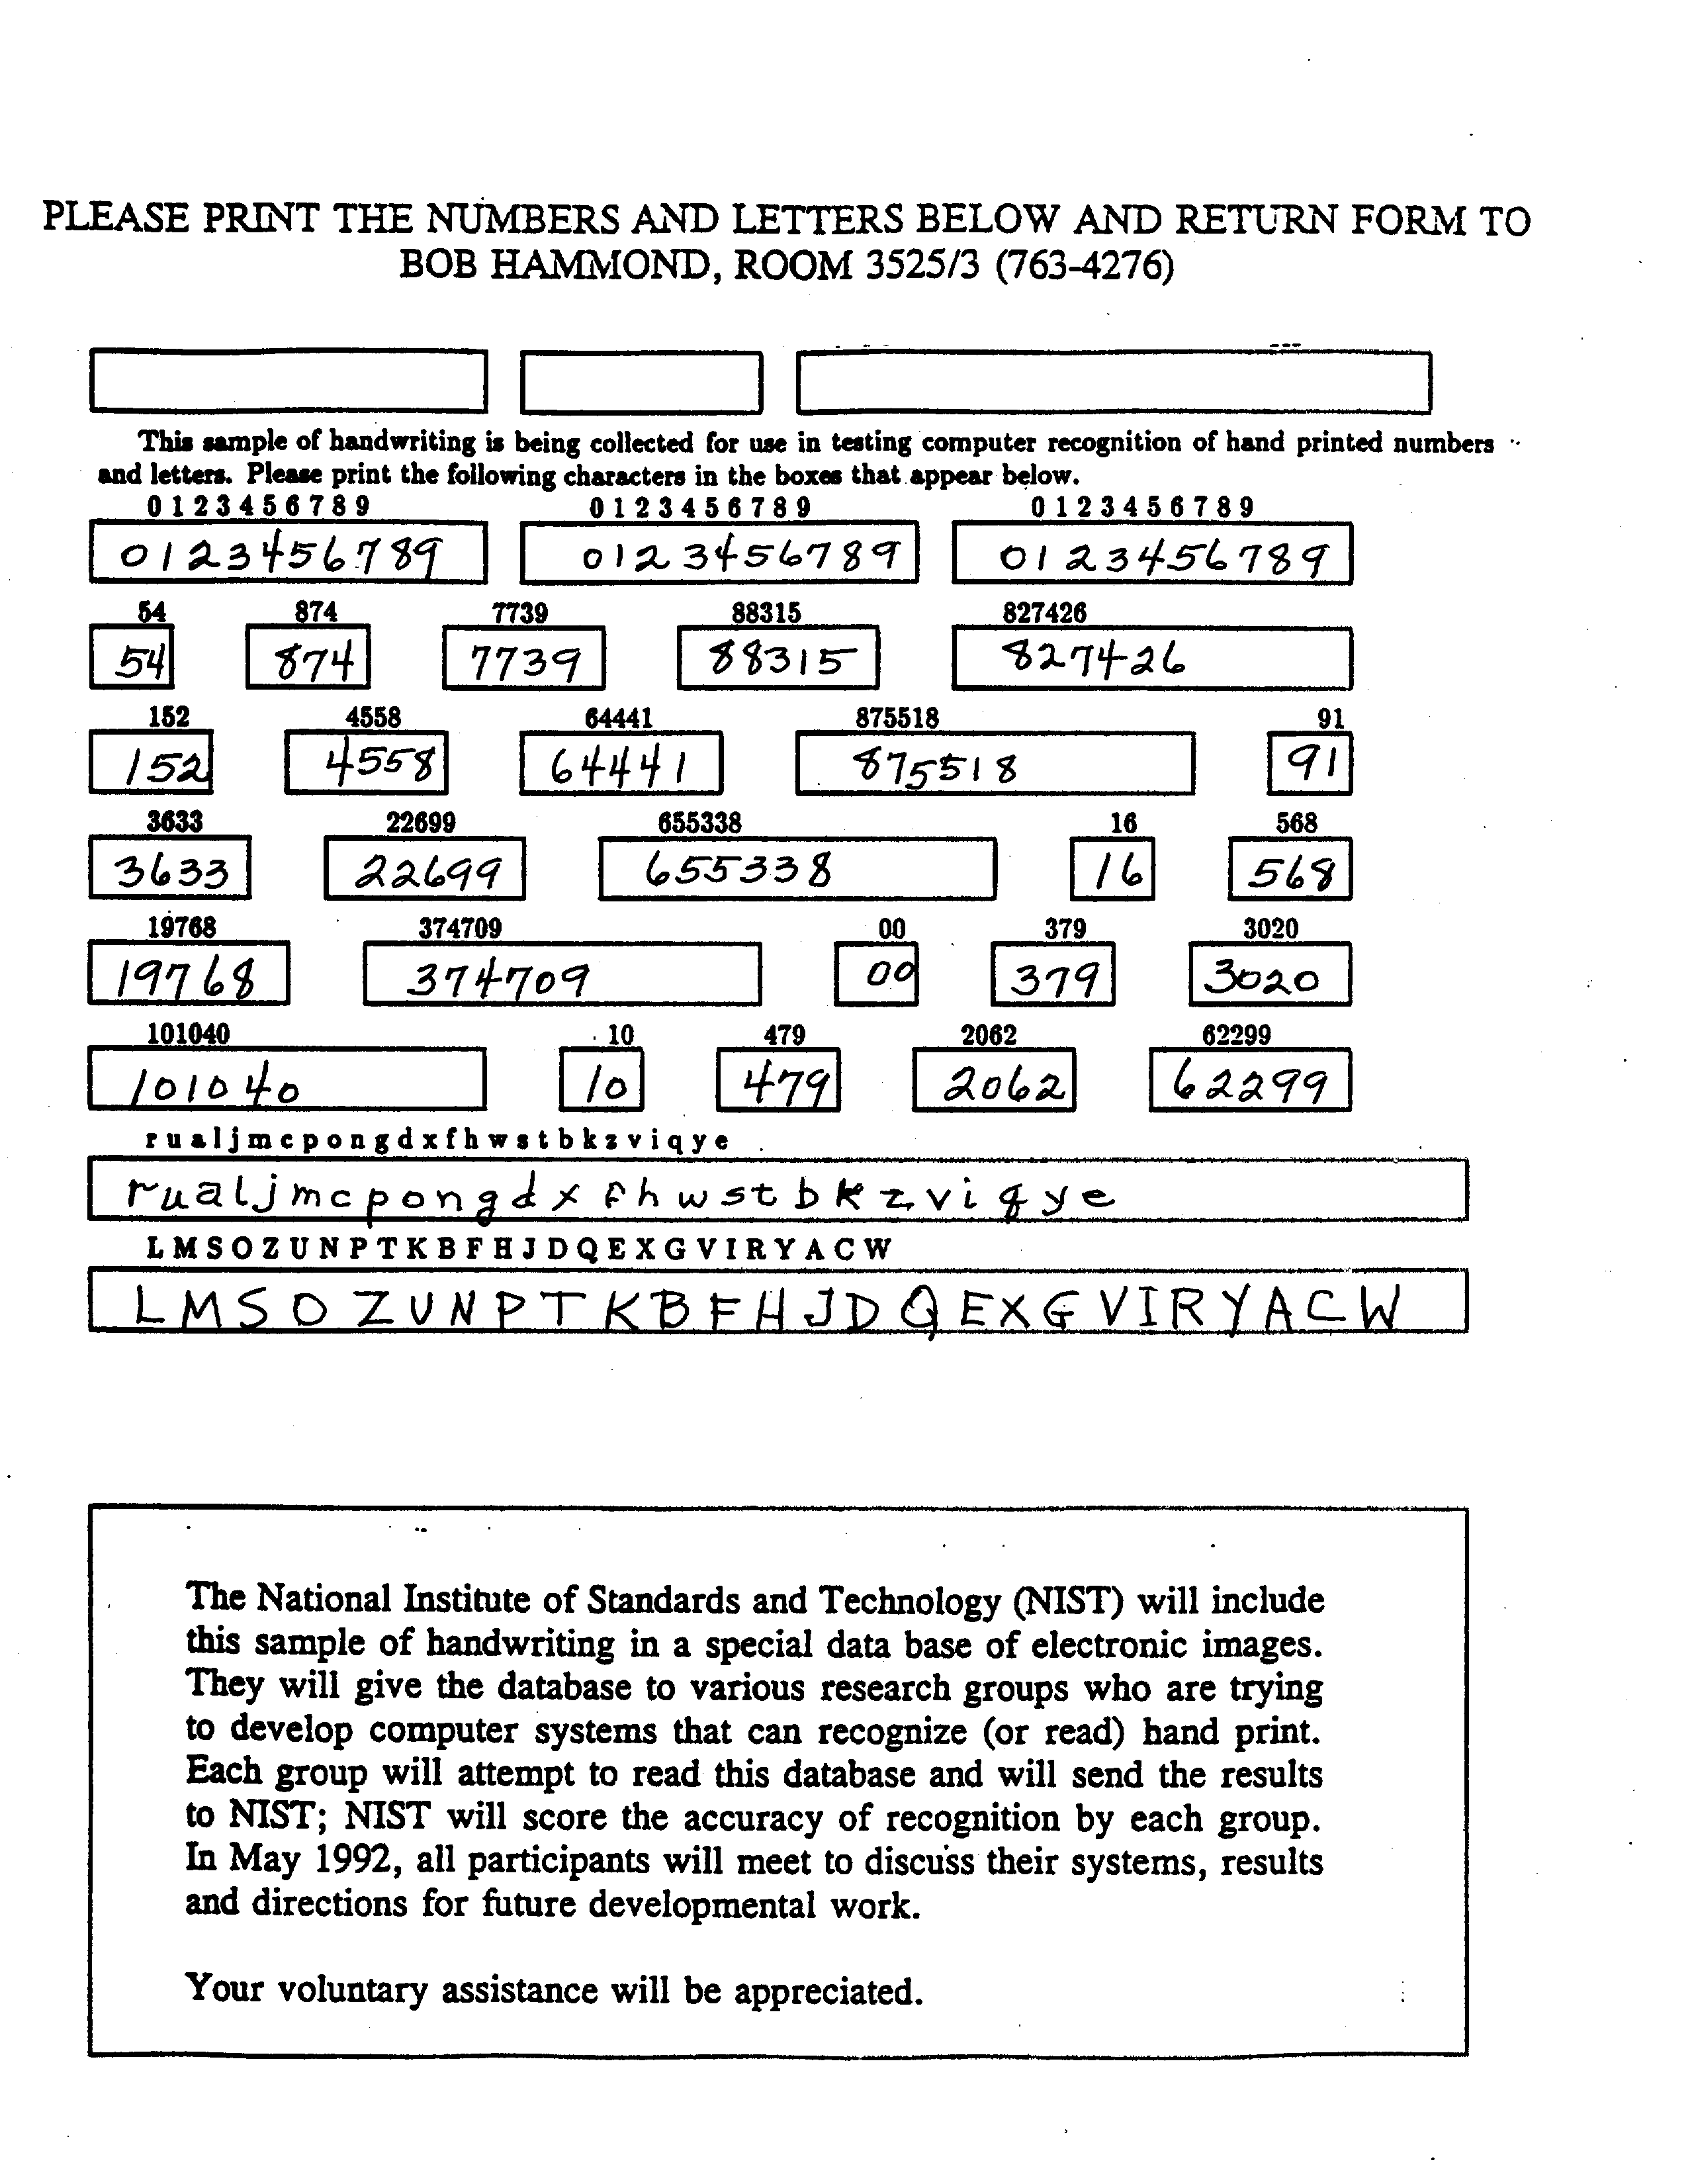 PLEASE PRINT THE NUMBERS AND LETTERS BELOW AND RETURN FORM TO
BOB HAMMOND, ROOM 3525/3 (763-4276)
This sample of handwriting is being collected for use in testing computer recognition of hand printed numbers
and letters. Please print the following characters in the boxes that appear below.
0 1 2 3 4 5 6 7 8 9 0 1 2 3 4 5 6 7 8 9 0 1 2 3 4 5 6 7 8 9
0123456789 0123456789 0123456789
54 874 7739 88315 827426
54 874 7739 88315 827426
152 4558 64441 875518 91
152 4558 64441 875518 91
3633 22699 655338 16 568
3633 22699 655338 16 568
19768 374709 00 379 3020
19768 374709 00 379 3020
101040 10 479 2062 62299
101040 10 479 2062 62299
r u a l j m c p o n g d x f h w s t b k z v i q y e
r u a l j m c p o n g d x f h w s t b k z v i q y e
L M S O Z U N P T K B F H J D Q E X G V I R Y A C W
L M S O Z U N P T K B F H J D Q E X G V I R Y A C W
The National Institute of Standards and Technology (NIST) will include
this sample of handwriting in a special data base of electronic images.
They will give the database to various research groups who are trying
to develop computer systems that can recognize (or read) hand print.
Each group will attempt to read this database and will send the results
to NIST; NIST will score the accuracy of recognition by each group.
In May 1992, all participants will meet to discuss their systems, results
and directions for future developmental work.
Your voluntary assistance will be appreciated.